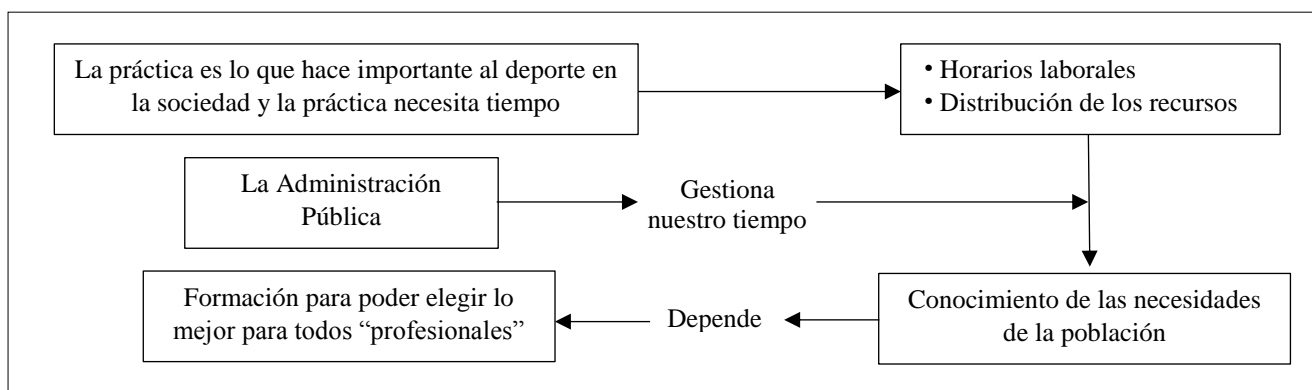 La práctica es lo que hace importante al deporte en
la sociedad y la práctica necesita tiempo
• Horarios laborales
• Distribución de los recursos
La Administración
Pública
Gestiona
nuestro tiempo
Formación para poder elegir lo
mejor para todos “profesionales”
Depende
Conocimiento de las necesidades
de la población